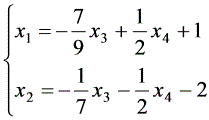 x₁ = -7/9 x₃ + 1/2 x₄ + 1
x₂ = -1/7 x₃ - 1/2 x₄ - 2